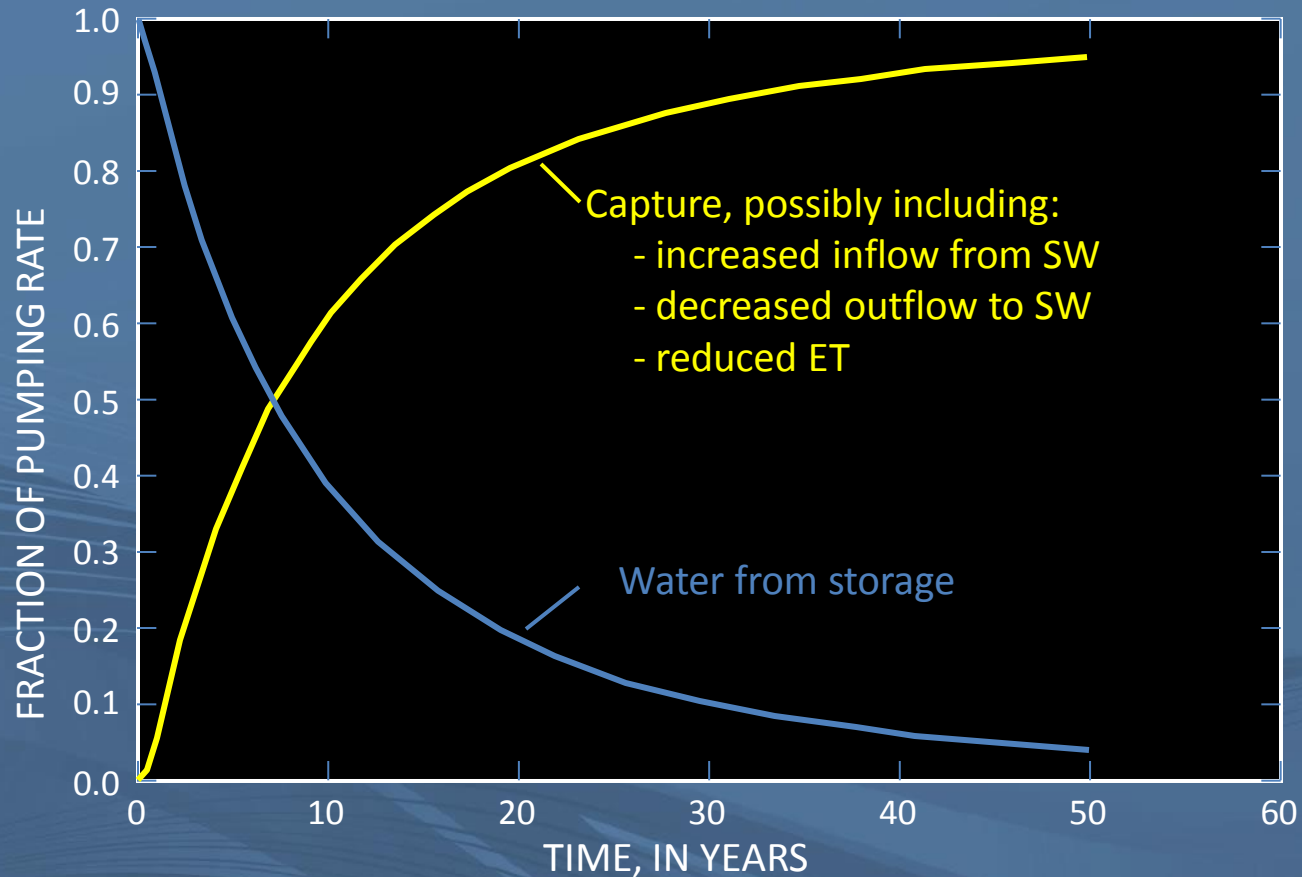 FRACTION OF PUMPING RATE
1.0
0.9
0.8
0.7
0.6
0.5
0.4
0.3
0.2
0.1
0.0
Capture, possibly including:
- increased inflow from SW
- decreased outflow to SW
- reduced ET
Water from storage
0 10 20 30 40 50 60
TIME, IN YEARS